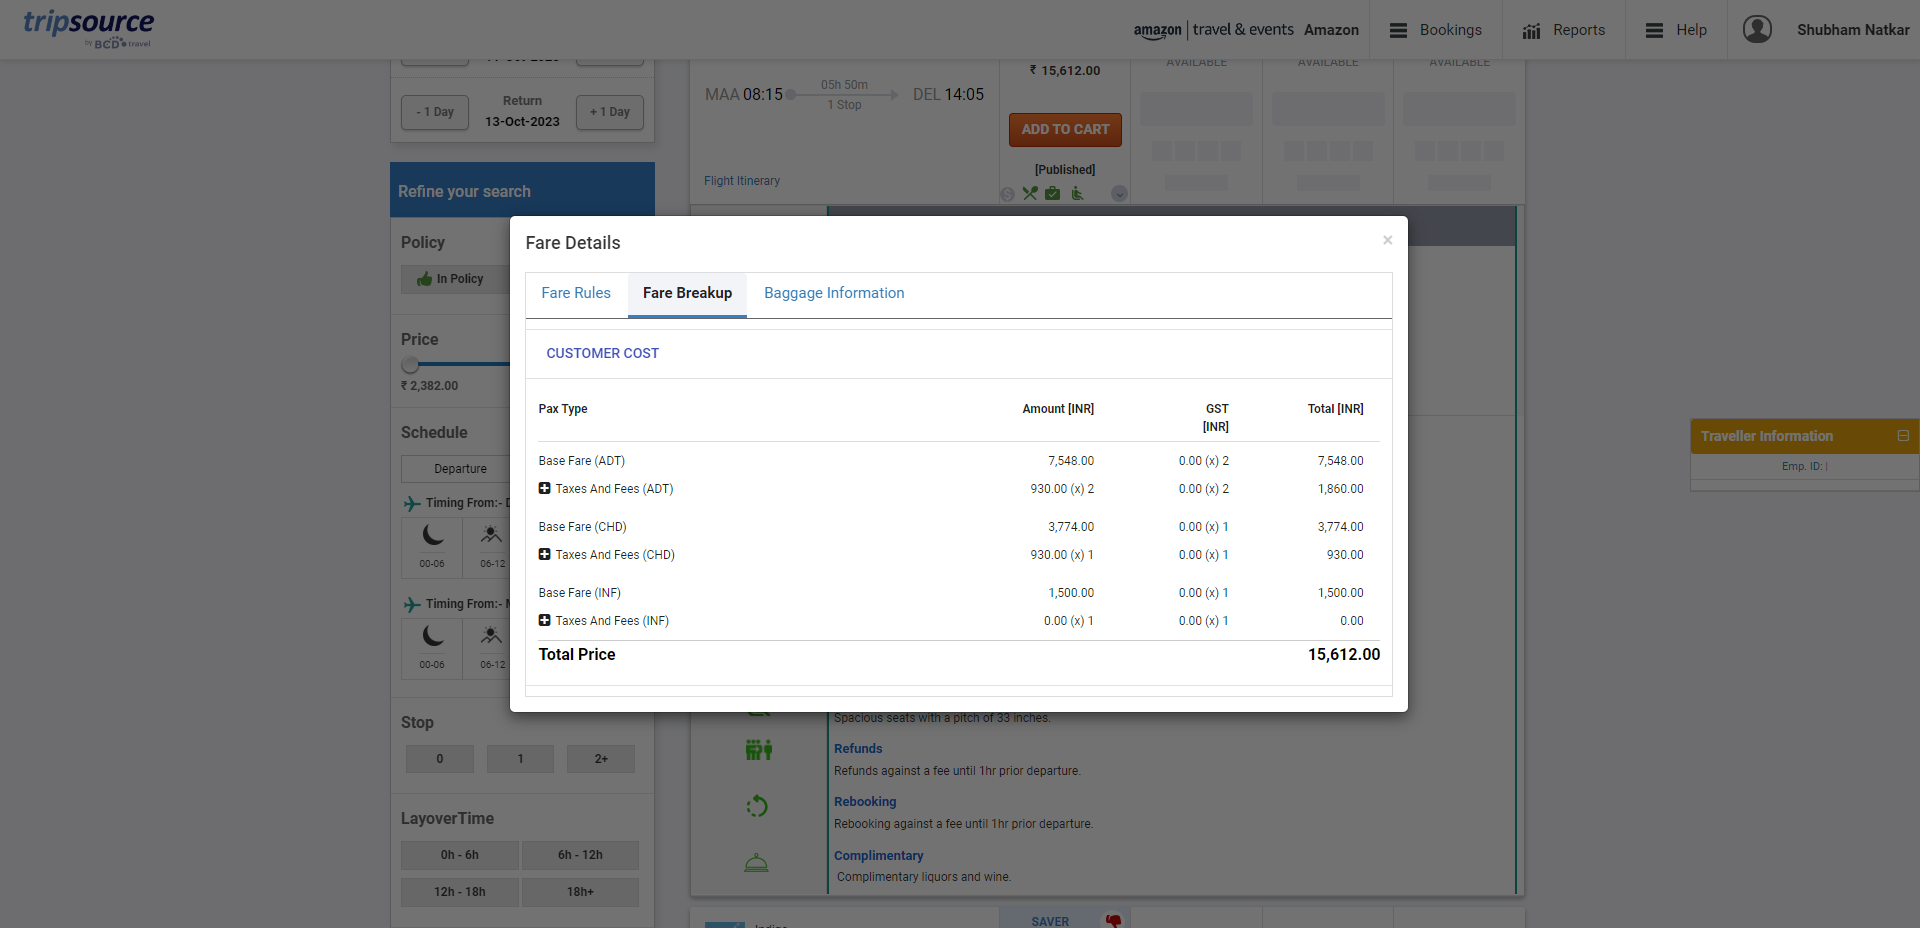 tripsource
by BCD travel
amazon | travel & events Amazon
Bookings
Reports
Help
Shubham Natkar
- 1 Day
Return
13-Oct-2023
+ 1 Day
Refine your search
Policy
In Policy
Price
₹ 2,382.00
Schedule
Departure
Timing From:-
00-06
06-12
Timing From:-
00-06
06-12
Stop
0
1
2+
LayoverTime
0h - 6h
6h - 12h
12h - 18h
18h+
MAA 08:15
05h 50m
1 Stop
DEL 14:05
Flight Itinerary
₹ 15,612.00
ADD TO CART
[Published]
AVAILABLE
AVAILABLE
AVAILABLE
Fare Details
×
Fare Rules
Fare Breakup
Baggage Information
CUSTOMER COST
Pax Type Amount [INR] GST [INR] Total [INR]
Base Fare (ADT) 7,548.00 0.00 (x) 2 7,548.00
Taxes And Fees (ADT) 930.00 (x) 2 0.00 (x) 2 1,860.00
Base Fare (CHD) 3,774.00 0.00 (x) 1 3,774.00
Taxes And Fees (CHD) 930.00 (x) 1 0.00 (x) 1 930.00
Base Fare (INF) 1,500.00 0.00 (x) 1 1,500.00
Taxes And Fees (INF) 0.00 (x) 1 0.00 (x) 1 0.00
Total Price 15,612.00
Spacious seats with a pitch of 33 inches.
Refunds
Refunds against a fee until 1hr prior departure.
Rebooking
Rebooking against a fee until 1hr prior departure.
Complimentary
Complimentary liquors and wine.
SAVER
Traveller Information
Emp. ID: |